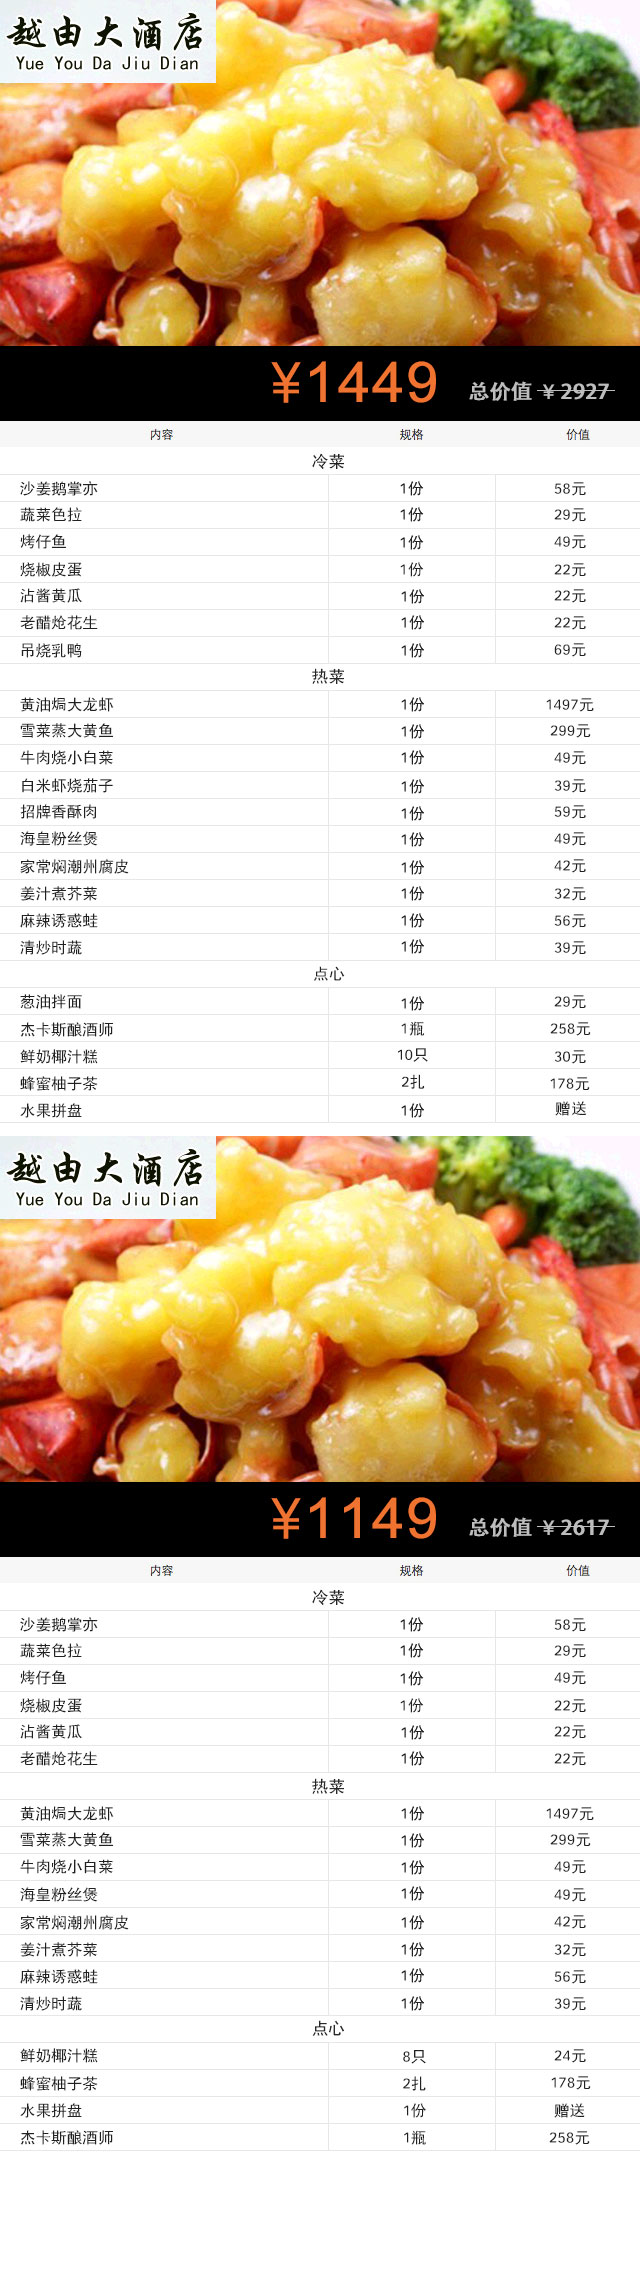 越由大酒店
Yue You Da Jiu Dian
¥1449 总价值 ¥2927
内容 规格 价值
冷菜
沙姜鹅掌亦 1份 58元
蔬菜色拉 1份 29元
烤仔鱼 1份 49元
烧椒皮蛋 1份 22元
沾酱黄瓜 1份 22元
老醋炝花生 1份 22元
吊烧乳鸭 1份 69元
热菜
黄油焗大龙虾 1份 1497元
雪菜蒸大黄鱼 1份 299元
牛肉烧小白菜 1份 49元
白米虾烧茄子 1份 39元
招牌香酥肉 1份 59元
海皇粉丝煲 1份 49元
家常焖潮州腐皮 1份 42元
姜汁煮芥菜 1份 32元
麻辣诱惑蛙 1份 56元
清炒时蔬 1份 39元
点心
葱油拌面 1份 29元
杰卡斯酿酒师 1瓶 258元
鲜奶椰汁糕 10只 30元
蜂蜜柚子茶 2扎 178元
水果拼盘 1份 赠送
越由大酒店
Yue You Da Jiu Dian
¥1149 总价值 ¥2617
内容 规格 价值
冷菜
沙姜鹅掌亦 1份 58元
蔬菜色拉 1份 29元
烤仔鱼 1份 49元
烧椒皮蛋 1份 22元
沾酱黄瓜 1份 22元
老醋炝花生 1份 22元
热菜
黄油焗大龙虾 1份 1497元
雪菜蒸大黄鱼 1份 299元
牛肉烧小白菜 1份 49元
海皇粉丝煲 1份 49元
家常焖潮州腐皮 1份 42元
姜汁煮芥菜 1份 32元
麻辣诱惑蛙 1份 56元
清炒时蔬 1份 39元
点心
鲜奶椰汁糕 8只 24元
蜂蜜柚子茶 2扎 178元
水果拼盘 1份 赠送
杰卡斯酿酒师 1瓶 258元